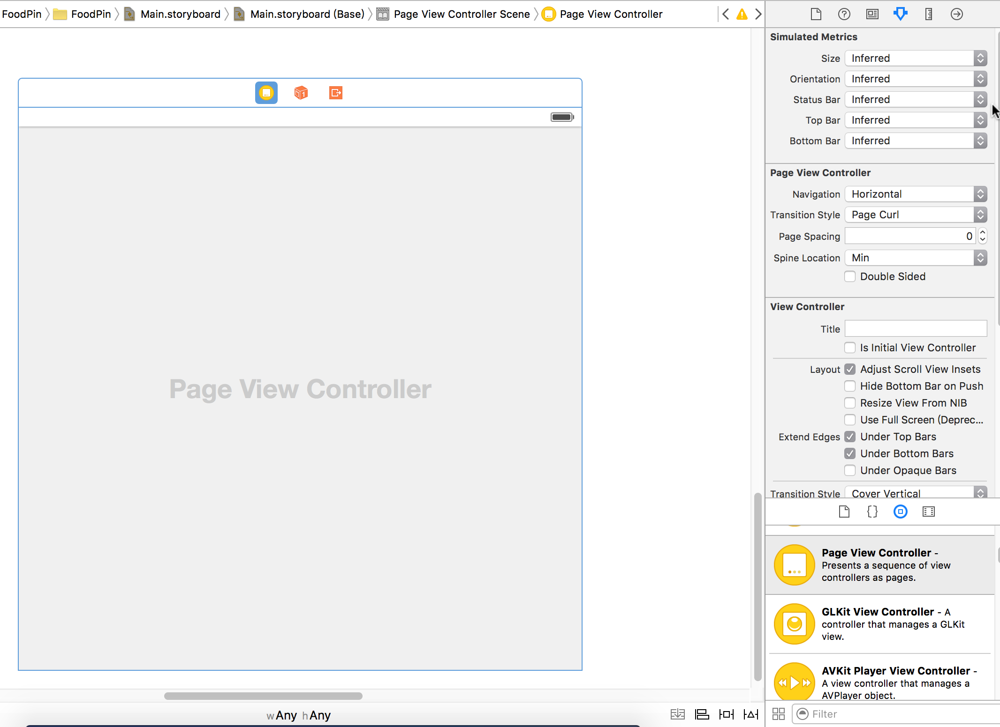 FoodPin FoodPin Main.storyboard Main.storyboard (Base) Page View Controller Scene Page View Controller
Page View Controller
wAny hAny
Simulated Metrics
Size Inferred
Orientation Inferred
Status Bar Inferred
Top Bar Inferred
Bottom Bar Inferred
Page View Controller
Navigation Horizontal
Transition Style Page Curl
Page Spacing 0
Spine Location Min
Double Sided
View Controller
Title
Is Initial View Controller
Layout Adjust Scroll View Insets
Hide Bottom Bar on Push
Resize View From NIB
Use Full Screen (Deprec...
Extend Edges Under Top Bars
Under Bottom Bars
Under Opaque Bars
Transition Style Cover Vertical
Page View Controller -
Presents a sequence of view
controllers as pages.
GLKit View Controller - A
controller that manages a GLKit
view.
AVKit Player View Controller -
A view controller that manages a
AVPlayer object.
Filter